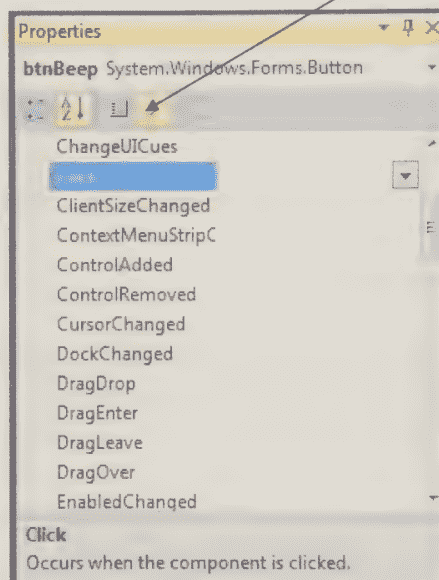 Properties
btnBeep System.Windows.Forms.Button
ChangeUICues
ClientSizeChanged
ContextMenuStripC
ControlAdded
ControlRemoved
CursorChanged
DockChanged
DragDrop
DragEnter
DragLeave
DragOver
EnabledChanged
Click
Occurs when the component is clicked.